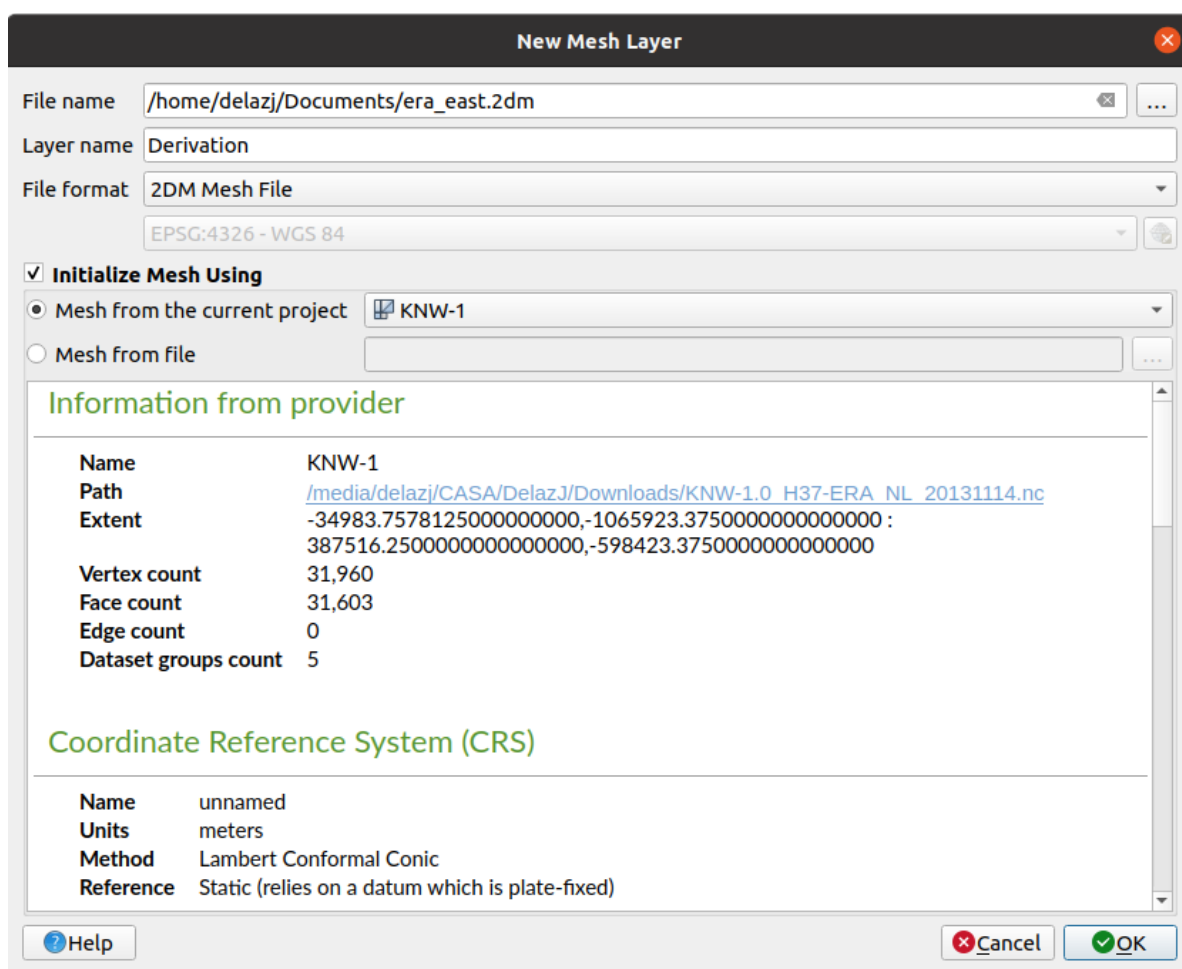 New Mesh Layer
File name /home/delazj/Documents/era_east.2dm ...
Layer name Derivation
File format 2DM Mesh File
EPSG:4326 - WGS 84
Initialize Mesh Using
Mesh from the current project KNW-1
Mesh from file ...
Information from provider
Name KNW-1
Path /media/delazj/CASA/DelazJ/Downloads/KNW-1.0_H37-ERA_NL_20131114.nc
Extent -34983.7578125000000000,-1065923.3750000000000000 :
387516.2500000000000000,-598423.3750000000000000
Vertex count 31,960
Face count 31,603
Edge count 0
Dataset groups count 5
Coordinate Reference System (CRS)
Name unnamed
Units meters
Method Lambert Conformal Conic
Reference Static (relies on a datum which is plate-fixed)
Help Cancel OK